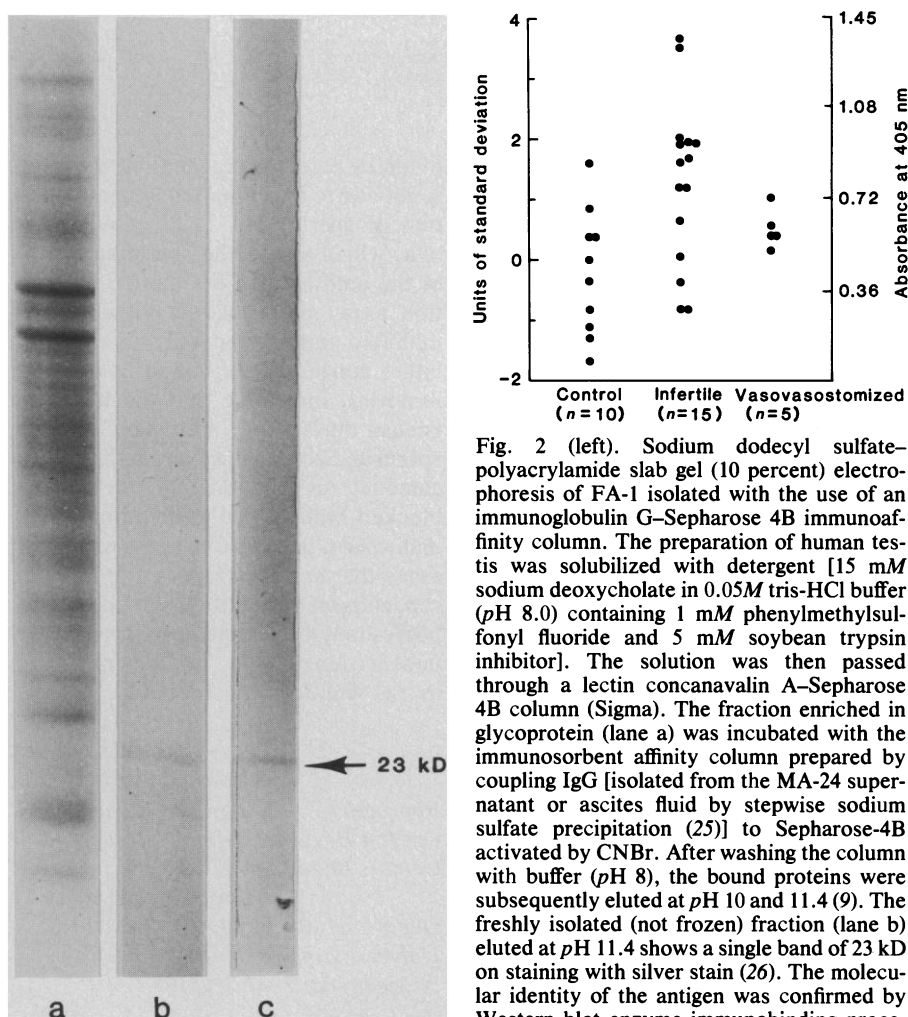 23 kD
a b c
4
2
0
−2
Units of standard deviation
1.45
1.08
0.72
0.36
Absorbance at 405 nm
Control Infertile Vasovasostomized
(n=10) (n=15) (n=5)
Fig. 2 (left). Sodium dodecyl sulfate–
polyacrylamide slab gel (10 percent) electro-
phoresis of FA-1 isolated with the use of an
immunoglobulin G–Sepharose 4B immunoaf-
finity column. The preparation of human tes-
tis was solubilized with detergent [15 mM
sodium deoxycholate in 0.05M tris-HCl buffer
(pH 8.0) containing 1 mM phenylmethylsul-
fonyl fluoride and 5 mM soybean trypsin
inhibitor]. The solution was then passed
through a lectin concanavalin A–Sepharose
4B column (Sigma). The fraction enriched in
glycoprotein (lane a) was incubated with the
immunosorbent affinity column prepared by
coupling IgG [isolated from the MA-24 super-
natant or ascites fluid by stepwise sodium
sulfate precipitation (25)] to Sepharose-4B
activated by CNBr. After washing the column
with buffer (pH 8), the bound proteins were
subsequently eluted at pH 10 and 11.4 (9). The
freshly isolated (not frozen) fraction (lane b)
eluted at pH 11.4 shows a single band of 23 kD
on staining with silver stain (26). The molecu-
lar identity of the antigen was confirmed by
Western blot enzyme immunobinding proce-